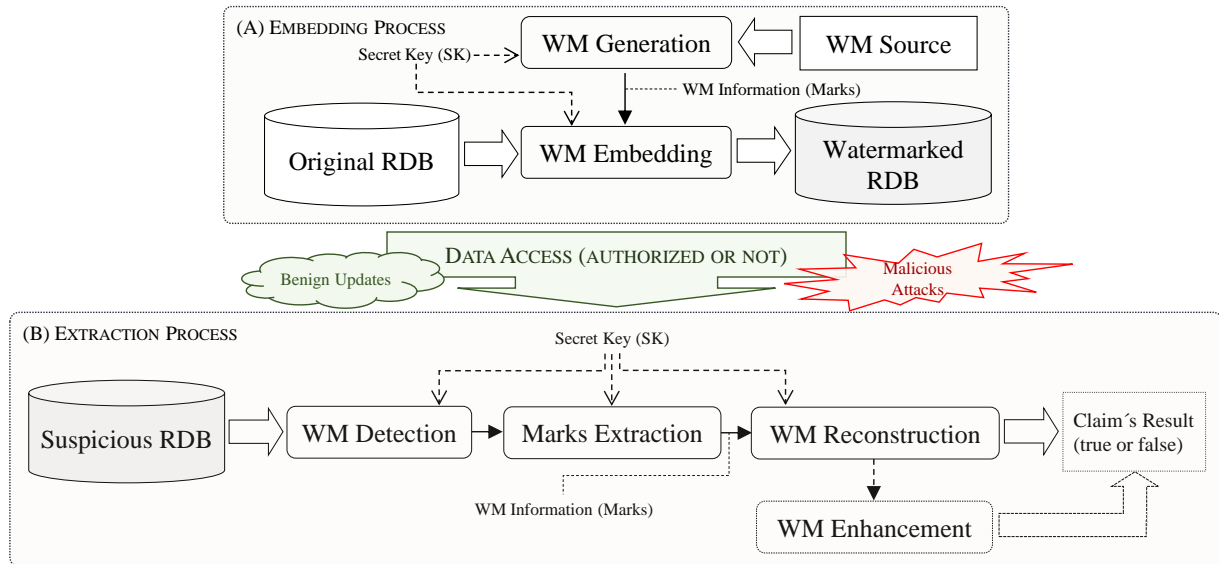 (A) EMBEDDING PROCESS
WM Generation
WM Source
Secret Key (SK)
WM Information (Marks)
Original RDB
WM Embedding
Watermarked
RDB
DATA ACCESS (AUTHORIZED OR NOT)
Benign Updates
Malicious
Attacks
(B) EXTRACTION PROCESS
Secret Key (SK)
Suspicious RDB
WM Detection
Marks Extraction
WM Reconstruction
Claim´s Result
(true or false)
WM Information (Marks)
WM Enhancement